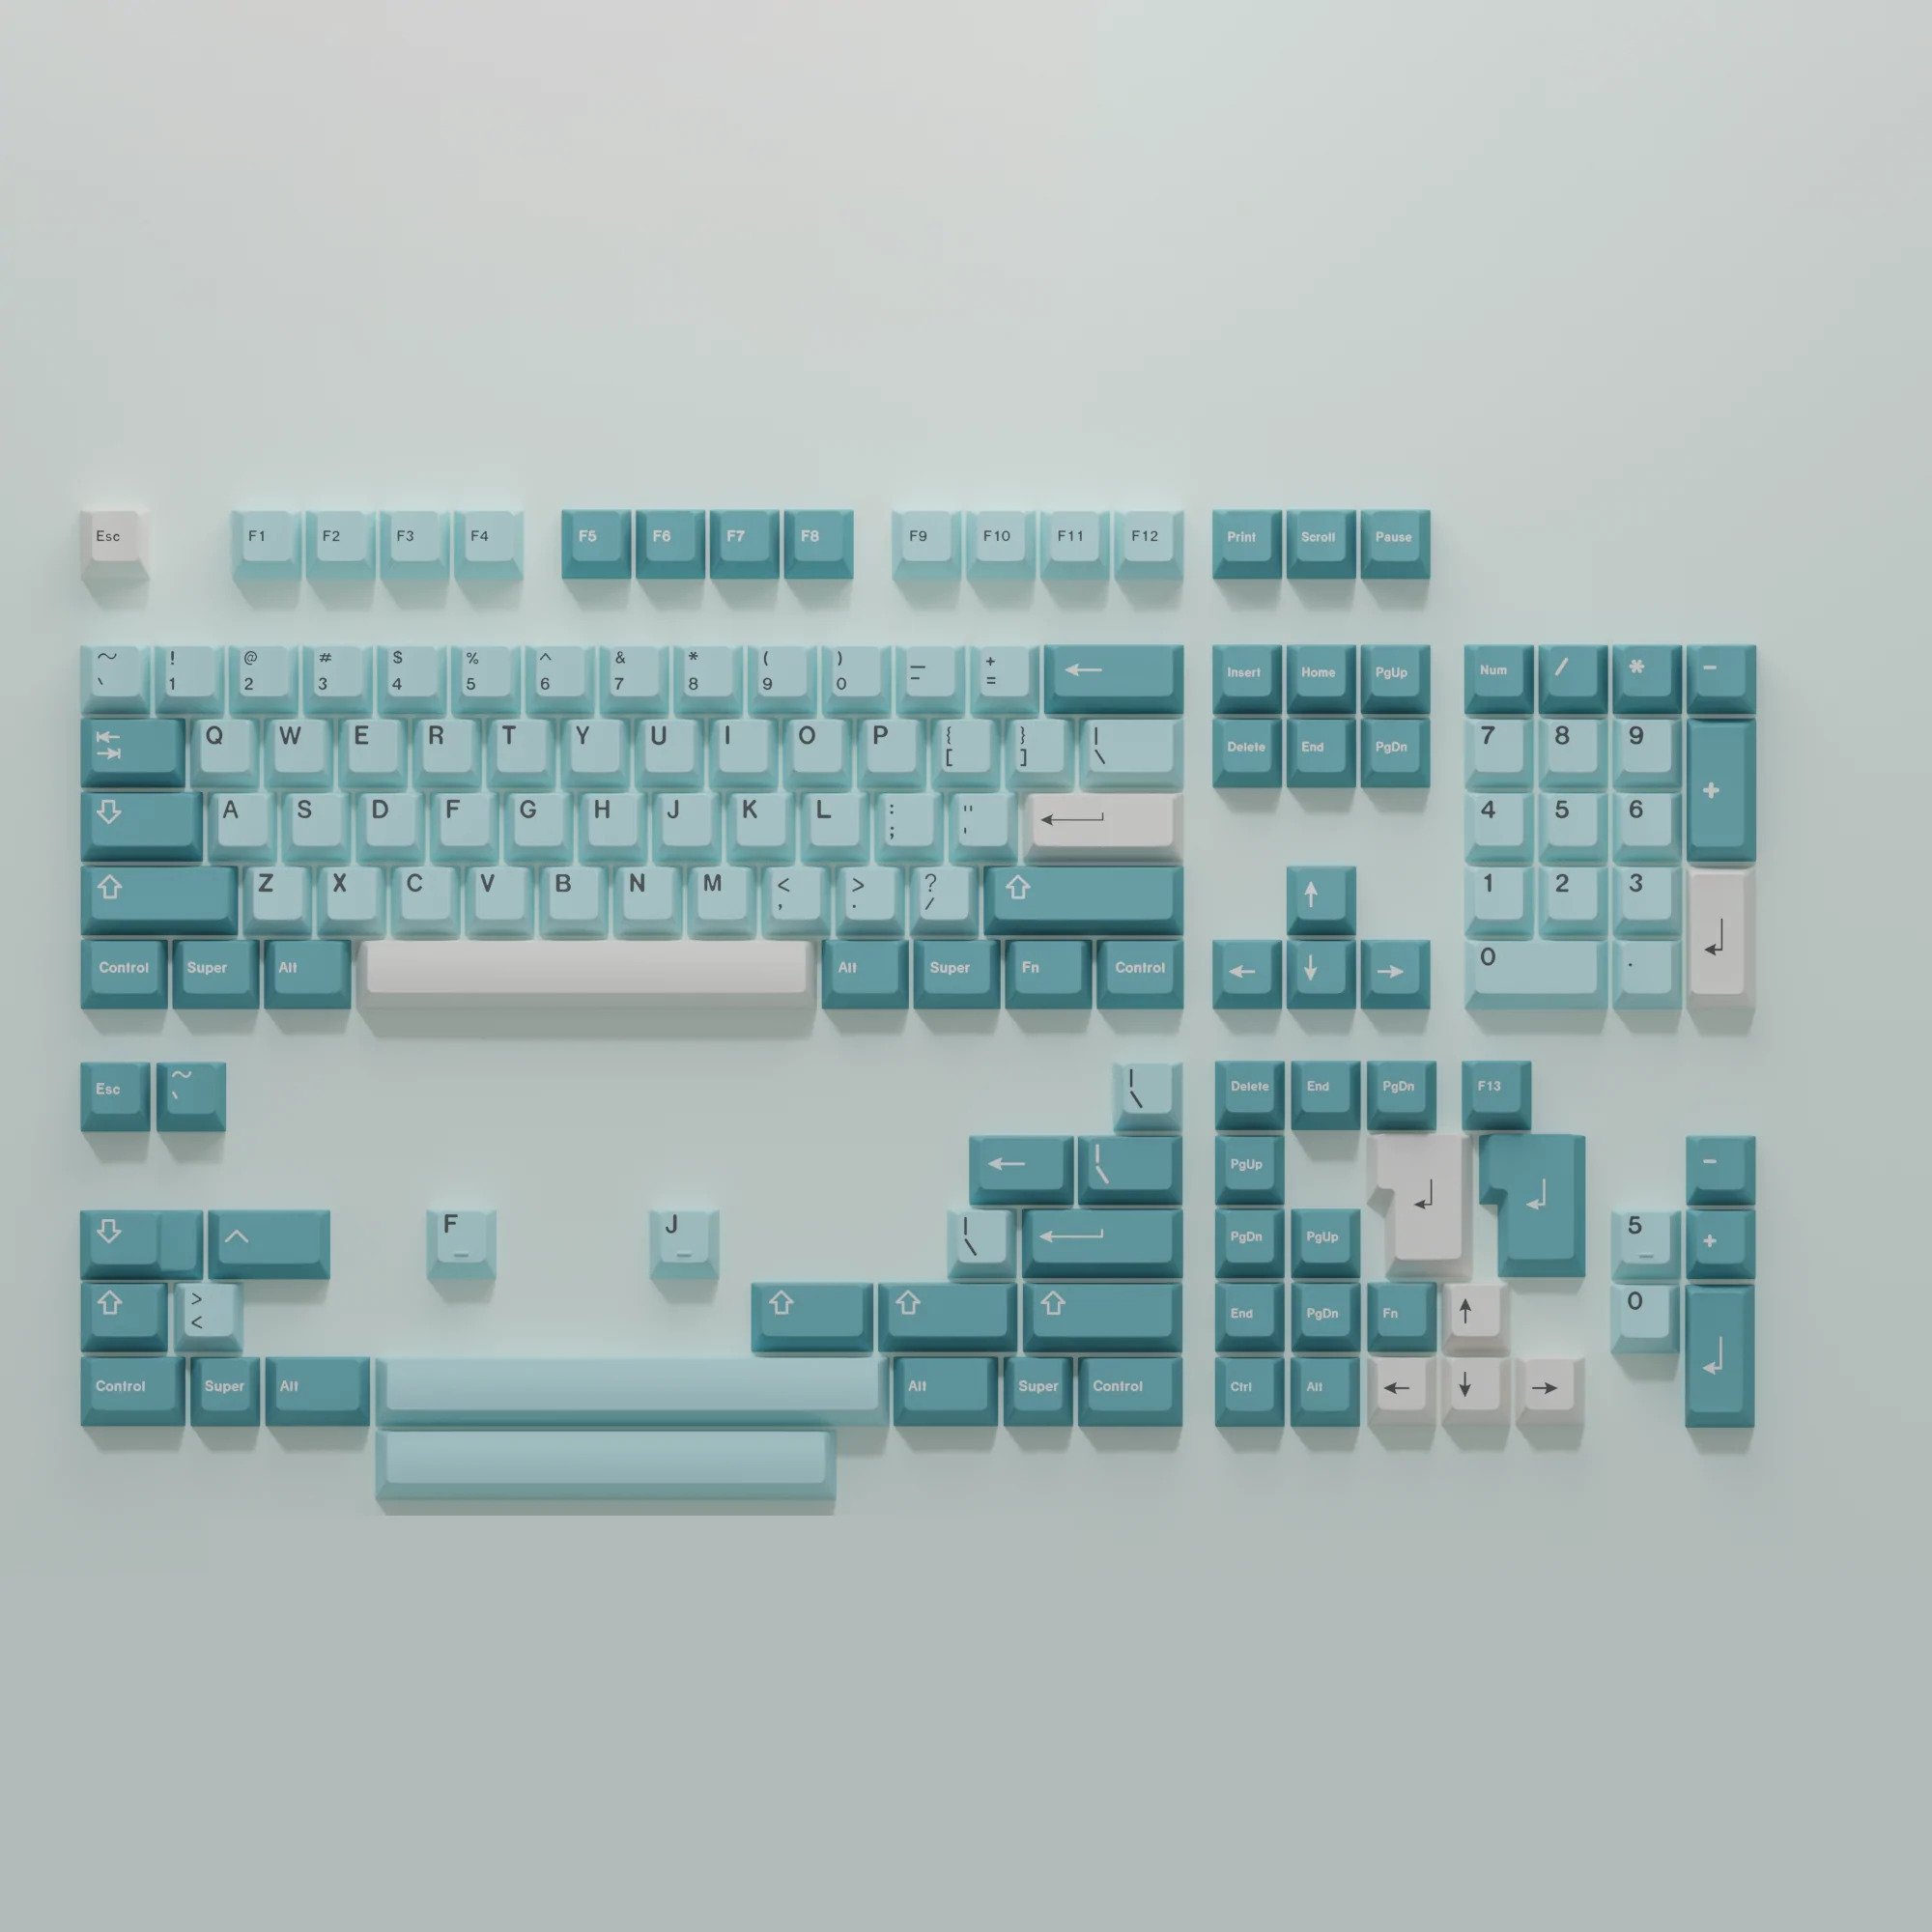 Esc F1 F2 F3 F4 F5 F6 F7 F8 F9 F10 F11 F12 Print Scroll Pause
~ ! @ # $ % ^ & * ( ) _ +
` 1 2 3 4 5 6 7 8 9 0 - = ← Insert Home PgUp Num / * -
⇤ Q W E R T Y U I O P { } | 7 8 9
⇥ [ ] \ Delete End PgDn +
⇩ A S D F G H J K L : " ↵ 4 5 6
; '
⇧ Z X C V B N M < > ? ⇧ ↑ 1 2 3
, . /
Control Super Alt Alt Super Fn Control ← ↓ → 0 . ↵
Esc ~ | Delete End PgDn F13
` \
← | PgUp ↵ ↵ -
\
⇩ ^ F J | ↵ PgDn PgUp 5 +
\
⇧ > ⇧ ⇧ ⇧ End PgDn Fn ↑ 0 ↵
<
Control Super Alt Alt Super Control Ctrl Alt ← ↓ →